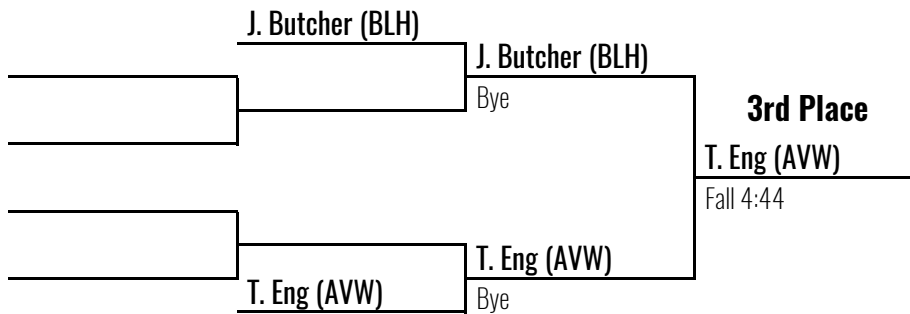 J. Butcher (BLH)
J. Butcher (BLH)
Bye
3rd Place
T. Eng (AVW)
Fall 4:44
T. Eng (AVW)
T. Eng (AVW)
Bye